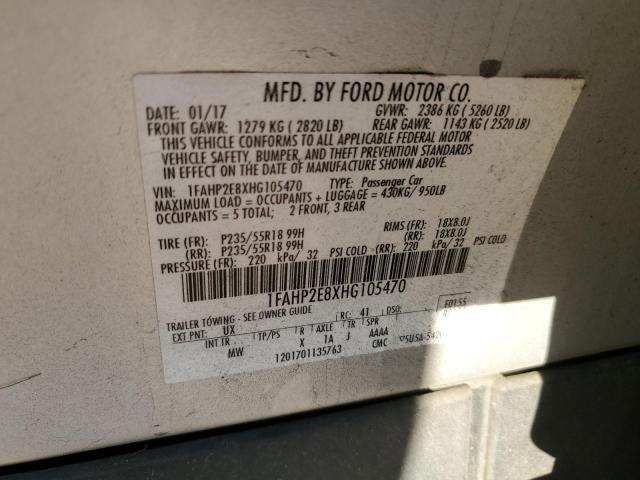 MFD. BY FORD MOTOR CO.
DATE: 01/17 GVWR: 2386 KG ( 5260 LB)
FRONT GAWR: 1279 KG ( 2820 LB) REAR GAWR: 1143 KG ( 2520 LB)
THIS VEHICLE CONFORMS TO ALL APPLICABLE FEDERAL MOTOR
VEHICLE SAFETY, BUMPER, AND THEFT PREVENTION STANDARDS
IN EFFECT ON THE DATE OF MANUFACTURE SHOWN ABOVE.
VIN: 1FAHP2E8XHG105470 TYPE: Passenger Car
MAXIMUM LOAD = OCCUPANTS + LUGGAGE = 430KG/ 950LB
OCCUPANTS = 5 TOTAL; 2 FRONT, 3 REAR
TIRE (F): P235/55R18 99H RIMS (F): 18X8.0J
(R): P235/55R18 99H (R): 18X8.0J
PRESSURE (F): 220 kPa/ 32 PSI COLD (RR): 220 kPa/ 32 PSI COLD
1FAHP2E8XHG105470
TRAILER TOWING - SEE OWNER GUIDE RC: 41 DSO: F0155
EXT PNT: UX
INT TR TP/PS R AXLE TR SPR
MW X 1A J AAAA
1201701135763 CMC